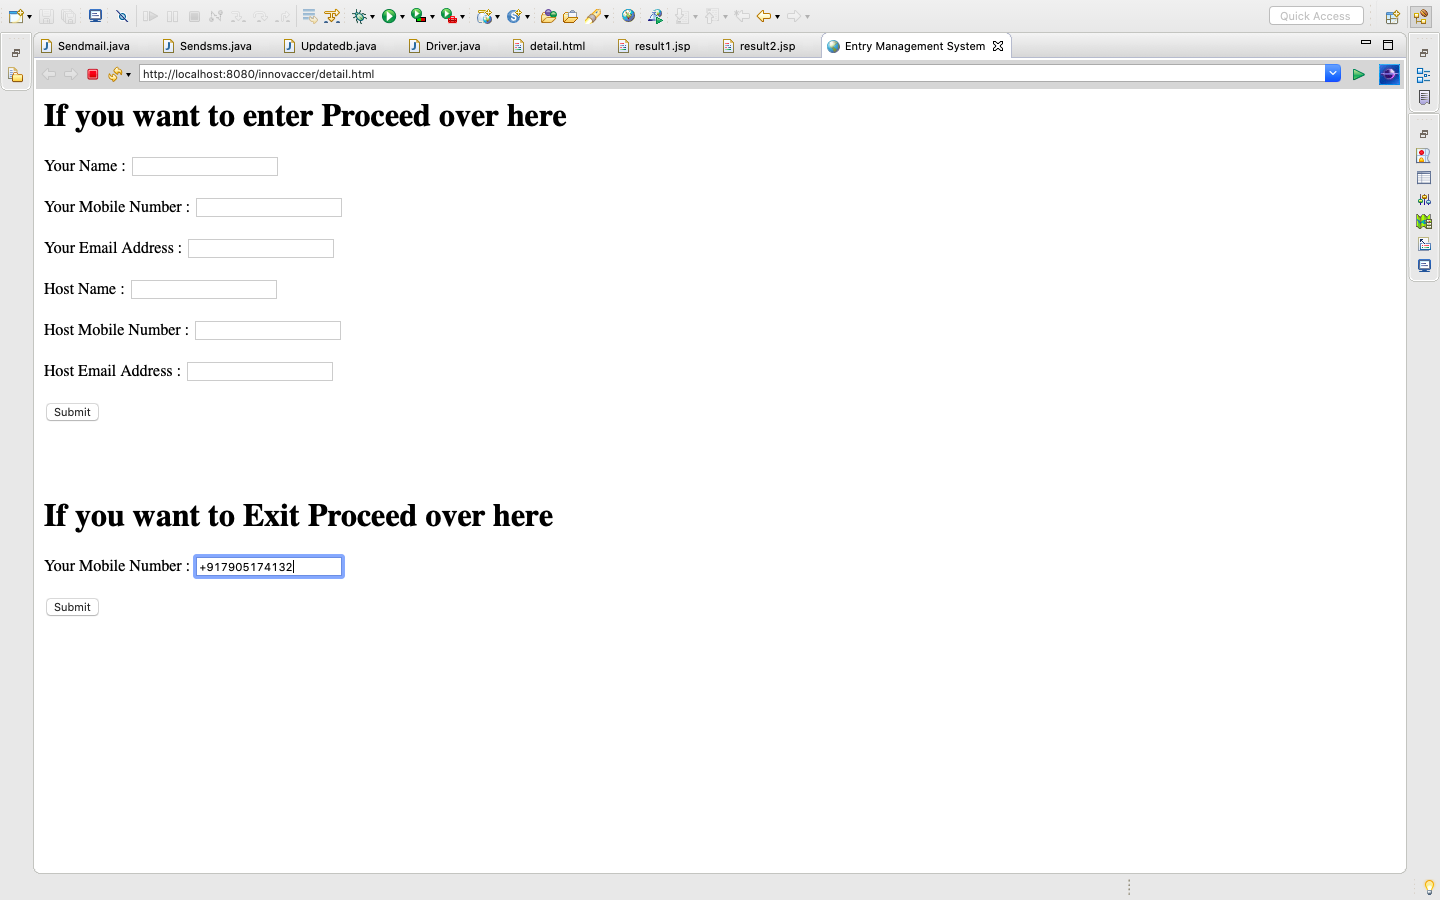 Quick Access
Sendmail.java Sendsms.java Updatedb.java Driver.java detail.html result1.jsp result2.jsp Entry Management System
http://localhost:8080/innovaccer/detail.html
If you want to enter Proceed over here
Your Name :
Your Mobile Number :
Your Email Address :
Host Name :
Host Mobile Number :
Host Email Address :
Submit
If you want to Exit Proceed over here
Your Mobile Number : +917905174132
Submit